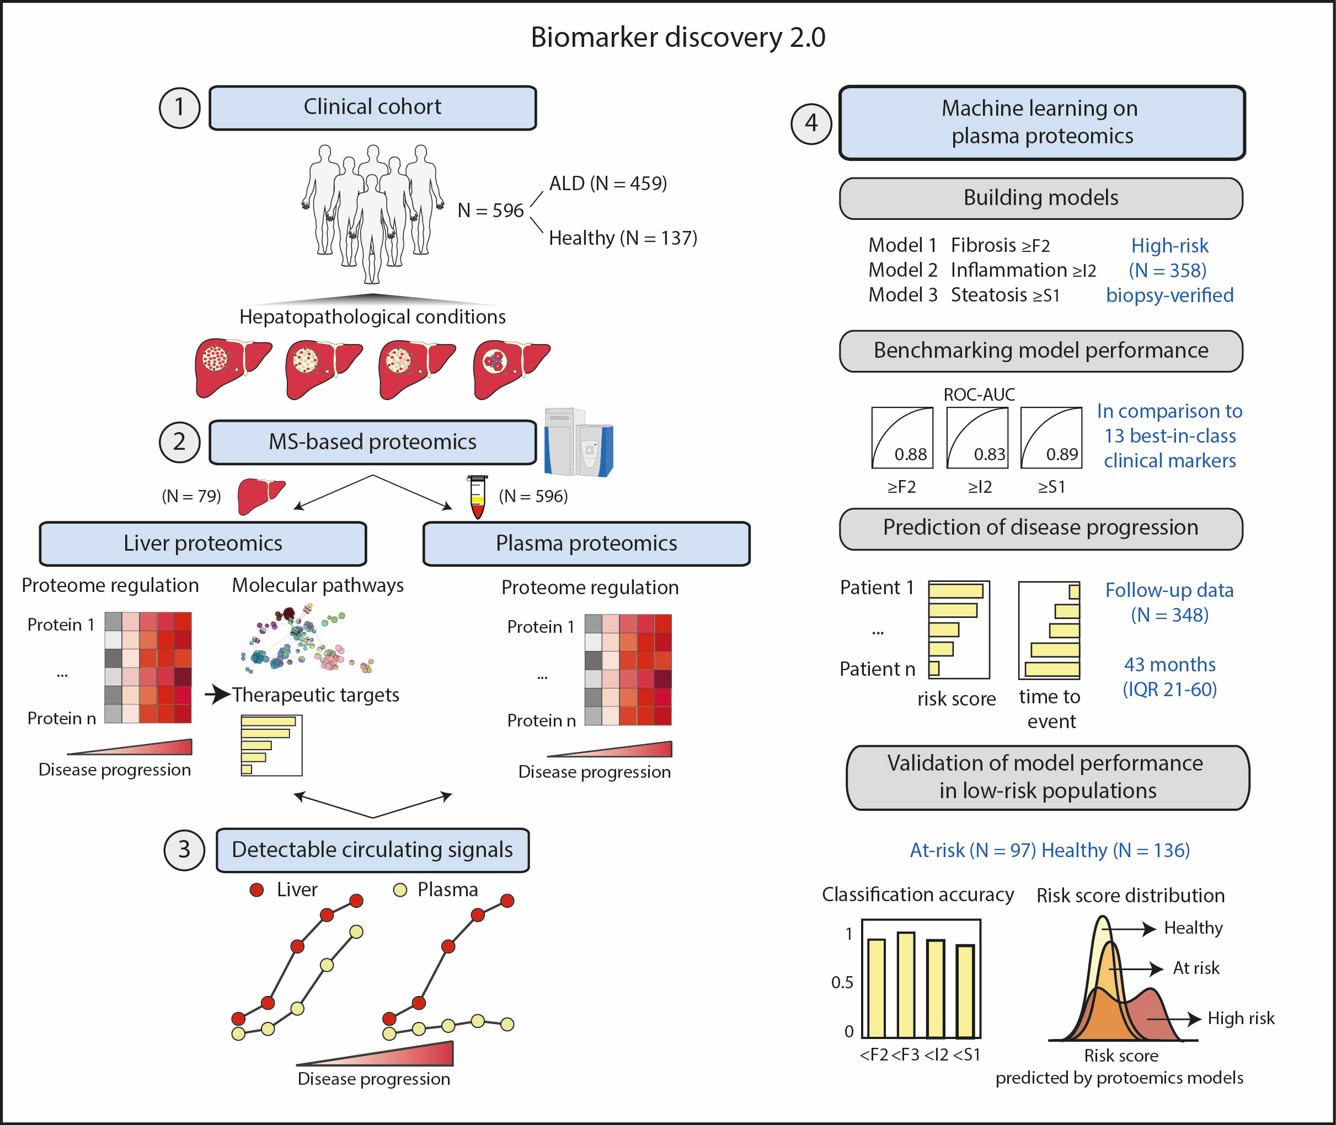 Biomarker discovery 2.0
1
Clinical cohort
N = 596
ALD (N = 459)
Healthy (N = 137)
Hepatopathological conditions
2
MS-based proteomics
(N = 79)
(N = 596)
Liver proteomics
Plasma proteomics
Proteome regulation
Molecular pathways
Protein 1
...
Protein n
Therapeutic targets
Disease progression
Proteome regulation
Protein 1
...
Protein n
Disease progression
3
Detectable circulating signals
Liver
Plasma
Disease progression
4
Machine learning on
plasma proteomics
Building models
Model 1 Fibrosis ≥F2
Model 2 Inflammation ≥I2
Model 3 Steatosis ≥S1
High-risk
(N = 358)
biopsy-verified
Benchmarking model performance
ROC-AUC
0.88
0.83
0.89
≥F2
≥I2
≥S1
In comparison to
13 best-in-class
clinical markers
Prediction of disease progression
Patient 1
...
Patient n
risk score
time to
event
Follow-up data
(N = 348)
43 months
(IQR 21-60)
Validation of model performance
in low-risk populations
At-risk (N = 97) Healthy (N = 136)
Classification accuracy
1
0.5
0
<F2 <F3 <I2 <S1
Risk score distribution
Healthy
At risk
High risk
Risk score
predicted by protoemics models